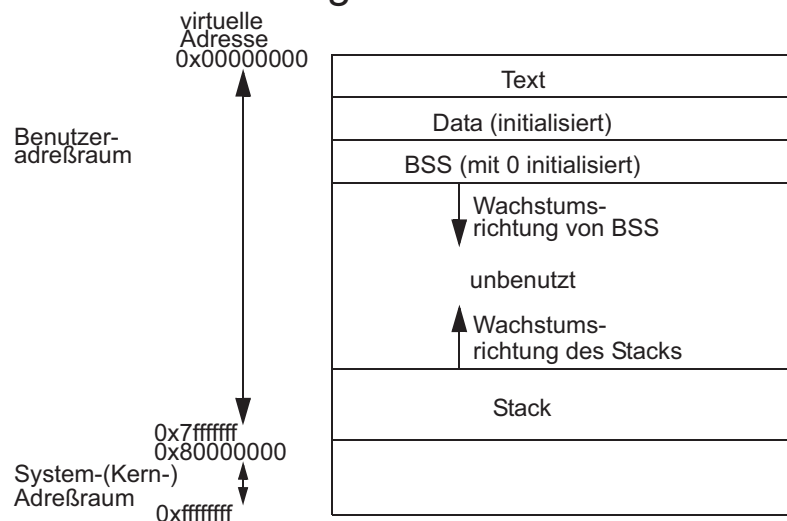 virtuelle
Adresse
0x00000000
Text
Data (initialisiert)
Benutzer-
adreßraum
BSS (mit 0 initialisiert)
Wachstums-
richtung von BSS
unbenutzt
Wachstums-
richtung des Stacks
Stack
0x7fffffff
0x80000000
System-(Kern-)
Adreßraum
0xffffffff